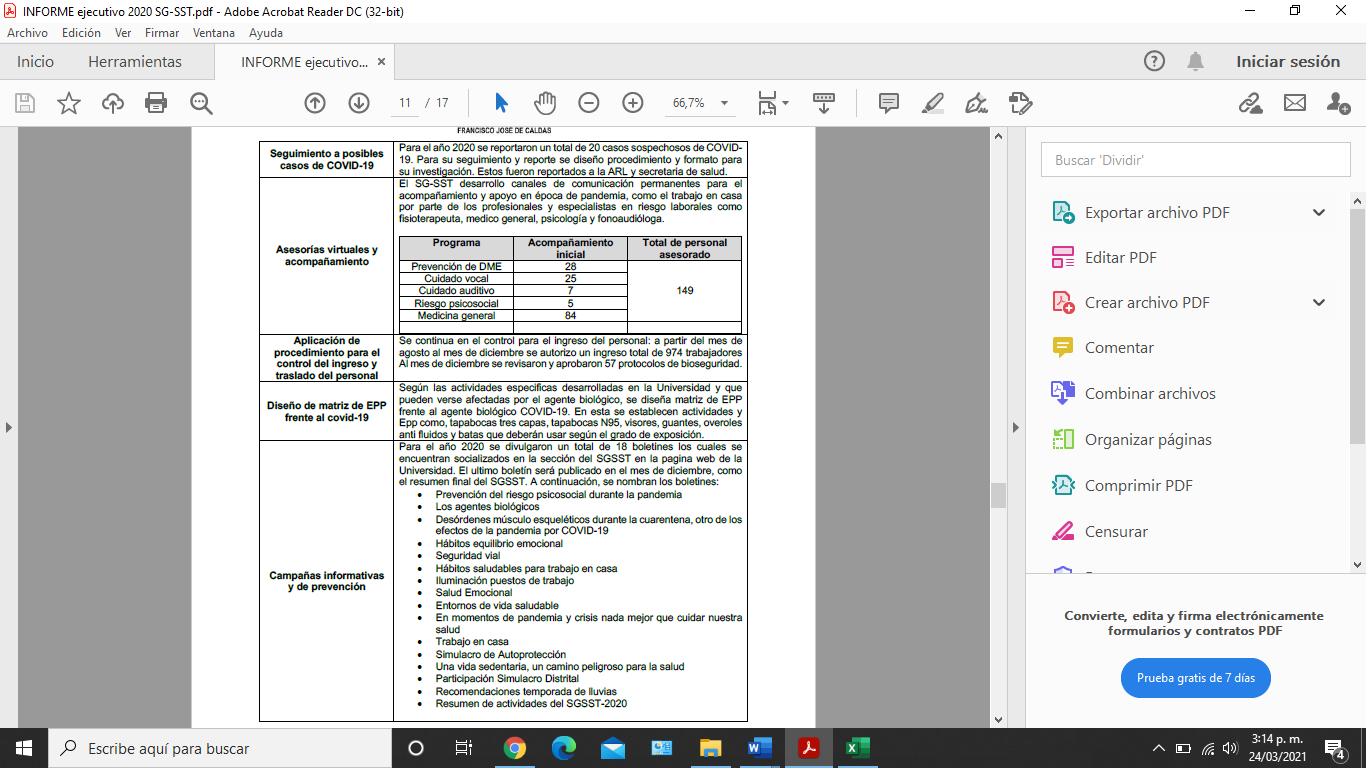 INFORME ejecutivo 2020 SG-SST.pdf - Adobe Acrobat Reader DC (32-bit)
Archivo Edición Ver Firmar Ventana Ayuda
Inicio Herramientas INFORME ejecutivo... ×
Iniciar sesión
11 / 17 66,7%
FRANCISCO JOSE DE CALDAS
Seguimiento a posibles
casos de COVID-19
Para el año 2020 se reportaron un total de 20 casos sospechosos de COVID-
19. Para su seguimiento y reporte se diseño procedimiento y formato para
su investigación. Estos fueron reportados a la ARL y secretaria de salud.
Asesorías virtuales y
acompañamiento
El SG-SST desarrollo canales de comunicación permanentes para el
acompañamiento y apoyo en época de pandemia, como el trabajo en casa
por parte de los profesionales y especialistas en riesgo laborales como
fisioterapeuta, medico general, psicología y fonoaudióloga.
Programa Acompañamiento inicial Total de personal asesorado
Prevención de DME 28
Cuidado vocal 25
Cuidado auditivo 7 149
Riesgo psicosocial 5
Medicina general 84
Aplicación de
procedimiento para el
control del ingreso y
traslado del personal
Se continua en el control para el ingreso del personal: a partir del mes de
agosto al mes de diciembre se autorizo un ingreso total de 974 trabajadores
Al mes de diciembre se revisaron y aprobaron 57 protocolos de bioseguridad.
Diseño de matriz de EPP
frente al covid-19
Según las actividades especificas desarrolladas en la Universidad y que
pueden verse afectadas por el agente biológico, se diseña matriz de EPP
frente al agente biológico COVID-19. En esta se establecen actividades y
Epp como, tapabocas tres capas, tapabocas N95, visores, guantes, overoles
anti fluidos y batas que deberán usar según el grado de exposición.
Campañas informativas
y de prevención
Para el año 2020 se divulgaron un total de 18 boletines los cuales se
encuentran socializados en la sección del SGSST en la pagina web de la
Universidad. El ultimo boletín será publicado en el mes de diciembre, como
el resumen final del SGSST. A continuación, se nombran los boletines:
• Prevención del riesgo psicosocial durante la pandemia
• Los agentes biológicos
• Desórdenes músculo esqueléticos durante la cuarentena, otro de los
efectos de la pandemia por COVID-19
• Hábitos equilibrio emocional
• Seguridad vial
• Hábitos saludables para trabajo en casa
• Iluminación puestos de trabajo
• Salud Emocional
• Entornos de vida saludable
• En momentos de pandemia y crisis nada mejor que cuidar nuestra
salud
• Trabajo en casa
• Simulacro de Autoprotección
• Una vida sedentaria, un camino peligroso para la salud
• Participación Simulacro Distrital
• Recomendaciones temporada de lluvias
• Resumen de actividades del SGSST-2020
Buscar 'Dividir'
Exportar archivo PDF
Editar PDF
Crear archivo PDF
Comentar
Combinar archivos
Organizar páginas
Comprimir PDF
Censurar
Convierte, edita y firma electrónicamente
formularios y contratos PDF
Prueba gratis de 7 días
Escribe aquí para buscar
3:14 p. m.
24/03/2021
4